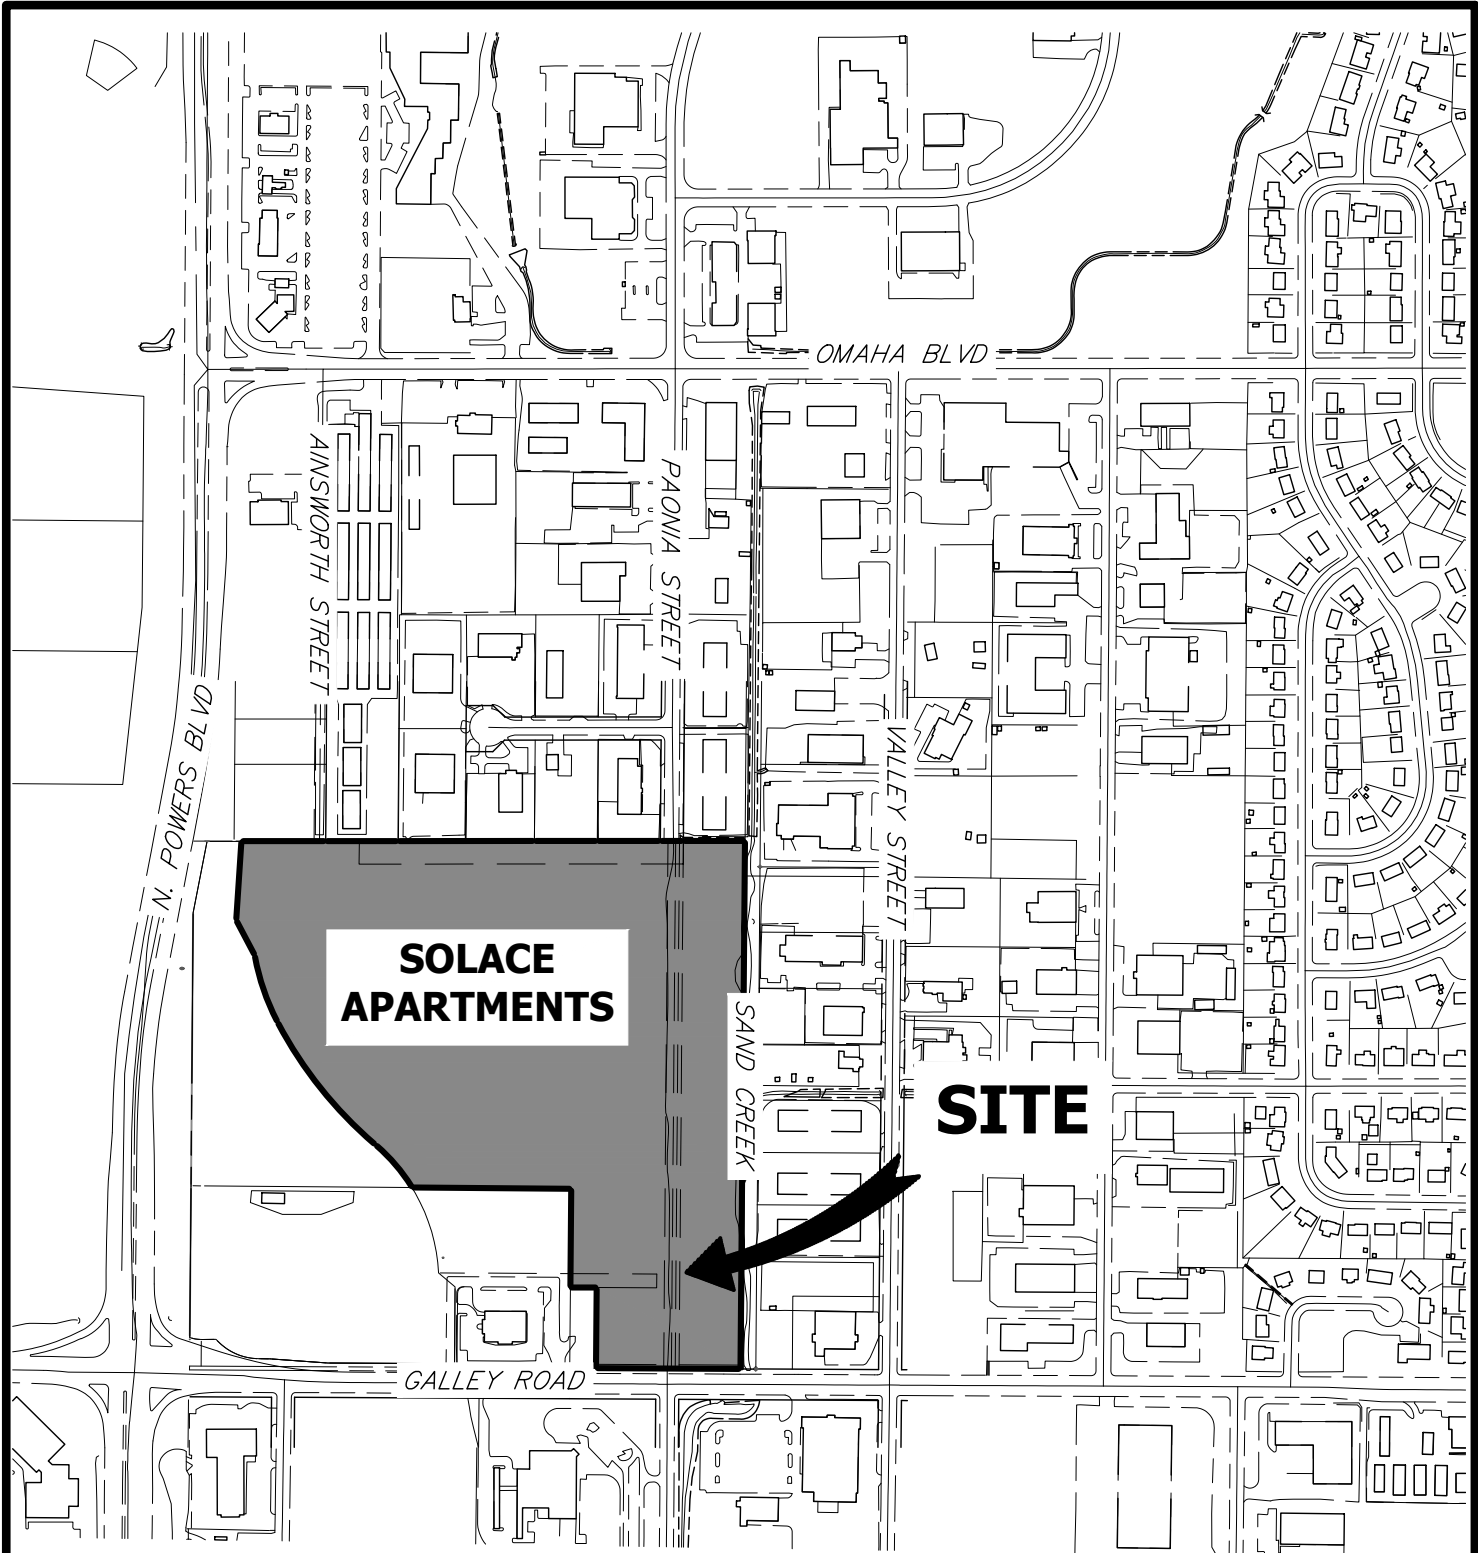 OMAHA BLVD
AINSWORTH STREET
PAONIA STREET
N. POWERS BLVD
VALLEY STREET
SOLACE
APARTMENTS
SAND CREEK
SITE
GALLEY ROAD